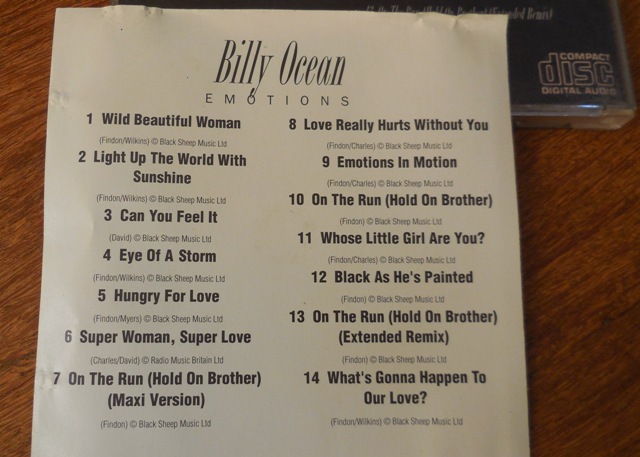 (Extended Remix)
COMPACT
disc
DIGITAL AUDIO
Billy Ocean
EMOTIONS
1 Wild Beautiful Woman
(Findon/Wilkins) © Black Sheep Music Ltd
2 Light Up The World With
Sunshine
(Findon/Wilkins) © Black Sheep Music Ltd
3 Can You Feel It
(David) © Black Sheep Music Ltd
4 Eye Of A Storm
(Findon/Wilkins) © Black Sheep Music Ltd
5 Hungry For Love
(Findon/Myers) © Black Sheep Music Ltd
6 Super Woman, Super Love
(Charles/David) © Radio Music Britain Ltd
7 On The Run (Hold On Brother)
(Maxi Version)
(Findon) © Black Sheep Music Ltd
8 Love Really Hurts Without You
(Findon/Charles) © Black Sheep Music Ltd
9 Emotions In Motion
(Findon/Charles) © Black Sheep Music Ltd
10 On The Run (Hold On Brother)
(Findon) © Black Sheep Music Ltd
11 Whose Little Girl Are You?
(Findon/Charles) © Black Sheep Music Ltd
12 Black As He's Painted
(Findon) © Black Sheep Music Ltd
13 On The Run (Hold On Brother)
(Extended Remix)
(Findon) © Black Sheep Music Ltd
14 What's Gonna Happen To
Our Love?
(Findon/Wilkins) © Black Sheep Music Ltd